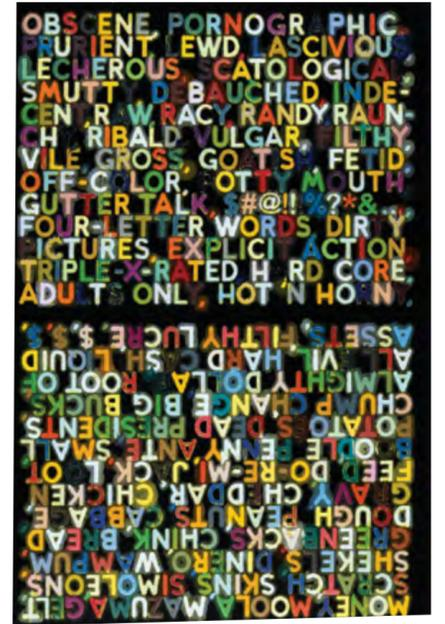 OBSCENE, PORNOGRAPHIC,
PRURIENT, LEWD, LASCIVIOUS,
LECHEROUS, SCATOLOGICAL,
SMUTTY, DEBAUCHED, INDE-
CENT, RAW, RACY, RANDY, RAUN-
CHY, RIBALD, VULGAR, FILTHY,
VILE, GROSS, GOATISH, FETID,
OFF-COLOR, POTTY MOUTH,
GUTTER TALK, $#@!! %?*&...,
FOUR-LETTER WORDS, DIRTY
PICTURES, EXPLICIT ACTION,
TRIPLE-X-RATED HARD CORE,
ADULTS ONLY, HOT 'N HORNY.
MONEY, MOOLA, MAZUMA, GELT,
SCRATCH, SKINS, SIMOLEONS,
SHEKELS, DINERO, WAMPUM,
GREENBACKS, CHINK, BREAD,
DOUGH, PEANUTS, CABBAGE,
GRAVY, CHEDDAR, CHICKEN
FEED, DO-RE-MI, JACK, LOOT,
BOODLE, PENNY ANTE, SMALL
POTATOES, DEAD PRESIDENTS,
CHUMP CHANGE, BIG BUCKS,
ALMIGHTY DOLLAR, ROOT OF
ALL EVIL, HARD CASH, LIQUID
ASSETS, FILTHY LUCRE, $,$,$.